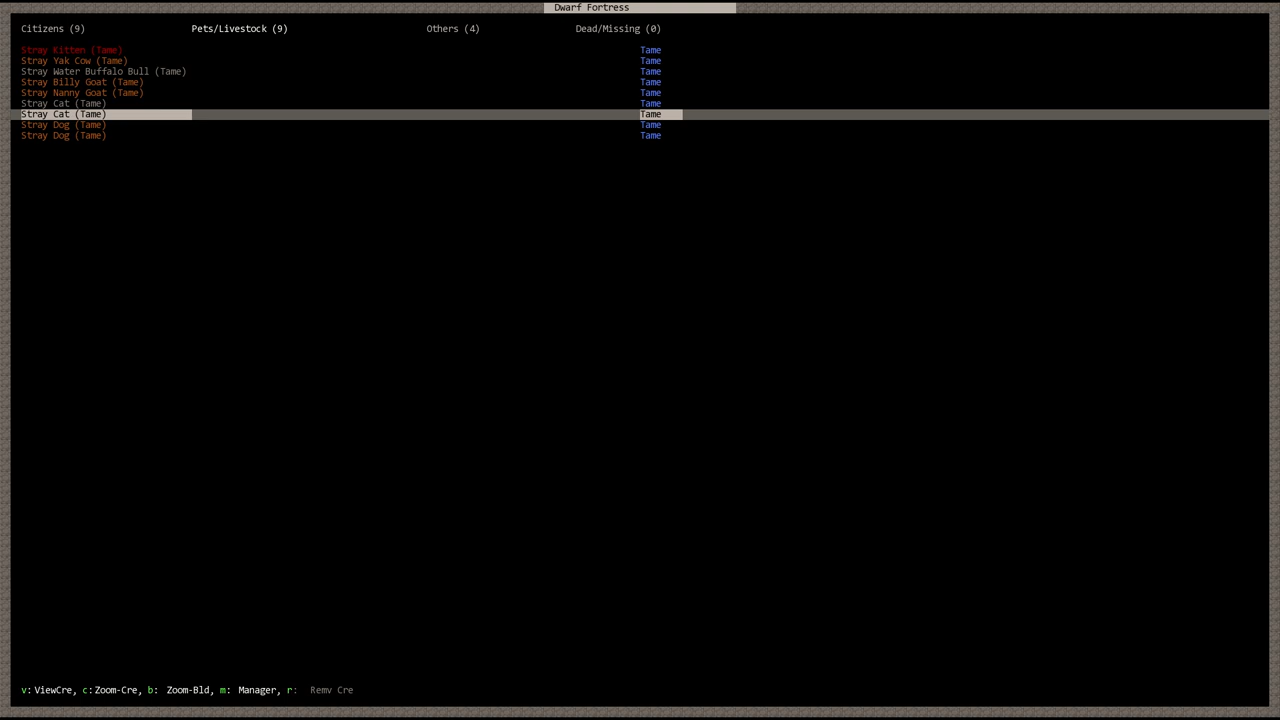 Dwarf Fortress
Citizens (9) Pets/Livestock (9) Others (4) Dead/Missing (0)
Stray Kitten (Tame) Tame
Stray Yak Cow (Tame) Tame
Stray Water Buffalo Bull (Tame) Tame
Stray Billy Goat (Tame) Tame
Stray Nanny Goat (Tame) Tame
Stray Cat (Tame) Tame
Stray Cat (Tame) Tame
Stray Dog (Tame) Tame
Stray Dog (Tame) Tame
v:ViewCre, c:Zoom-Cre, b: Zoom-Bld, m: Manager, r: Remv Cre